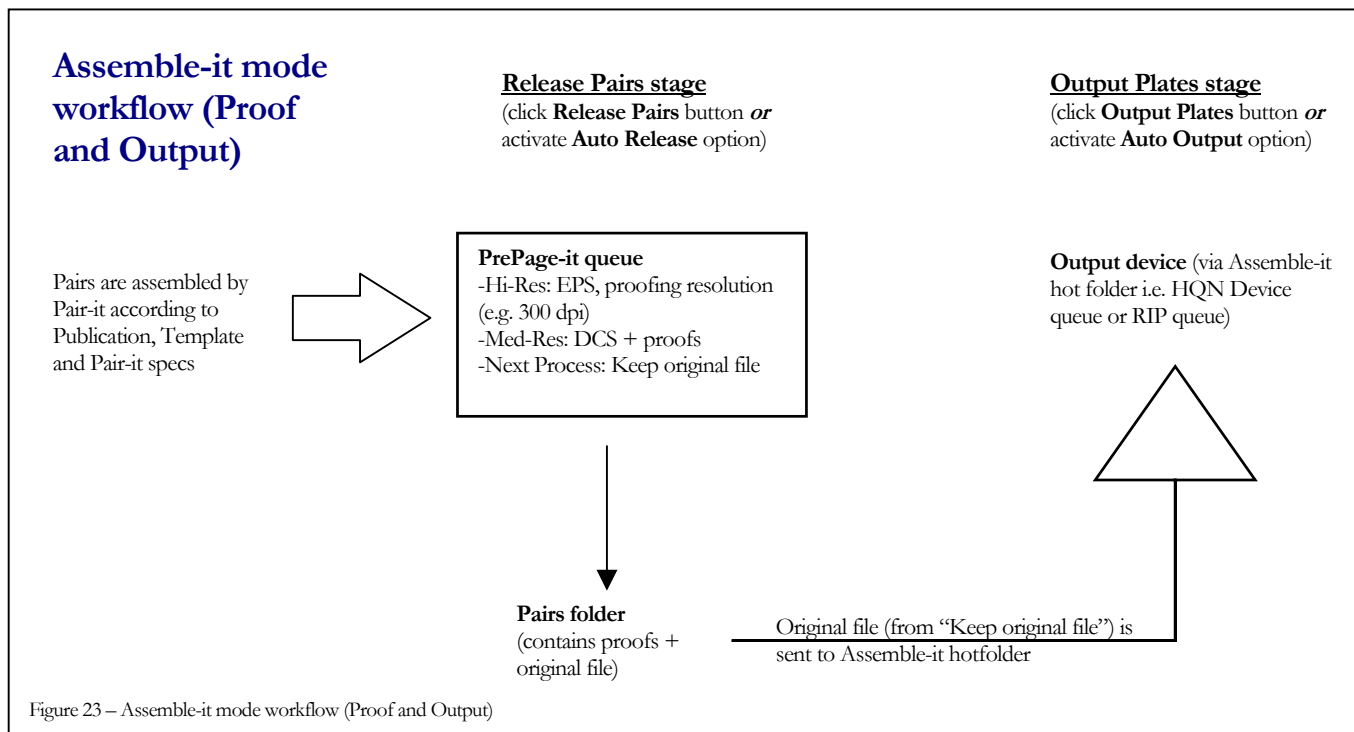 Assemble-it mode
workflow (Proof
and Output)
Release Pairs stage
(click Release Pairs button or
activate Auto Release option)
Output Plates stage
(click Output Plates button or
activate Auto Output option)
Pairs are assembled by
Pair-it according to
Publication, Template
and Pair-it specs
PrePage-it queue
-Hi-Res: EPS, proofing resolution
(e.g. 300 dpi)
-Med-Res: DCS + proofs
-Next Process: Keep original file
Output device (via Assemble-it
hot folder i.e. HQN Device
queue or RIP queue)
Pairs folder
(contains proofs +
original file)
Original file (from “Keep original file”) is
sent to Assemble-it hotfolder
Figure 23 – Assemble-it mode workflow (Proof and Output)